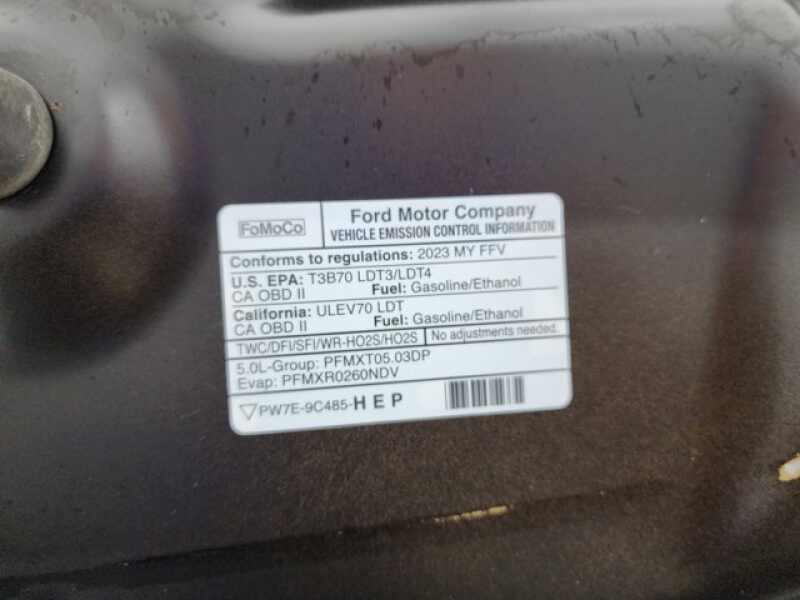 FoMoCo
Ford Motor Company
VEHICLE EMISSION CONTROL INFORMATION
Conforms to regulations: 2023 MY FFV
U.S. EPA: T3B70 LDT3/LDT4
CA OBD II Fuel: Gasoline/Ethanol
California: ULEV70 LDT
CA OBD II Fuel: Gasoline/Ethanol
TWC/DFI/SFI/WR-HO2S/HO2S No adjustments needed.
5.0L-Group: PFMXT05.03DP
Evap: PFMXR0260NDV
PW7E-9C485-HEP